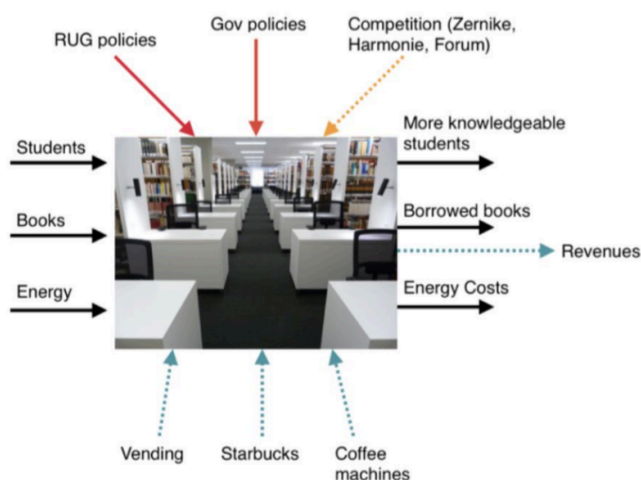 Gov policies
RUG policies
Competition (Zernike,
Harmonie, Forum)
Students
More knowledgeable
students
Books
Borrowed books
Revenues
Energy
Energy Costs
Vending
Starbucks
Coffee
machines